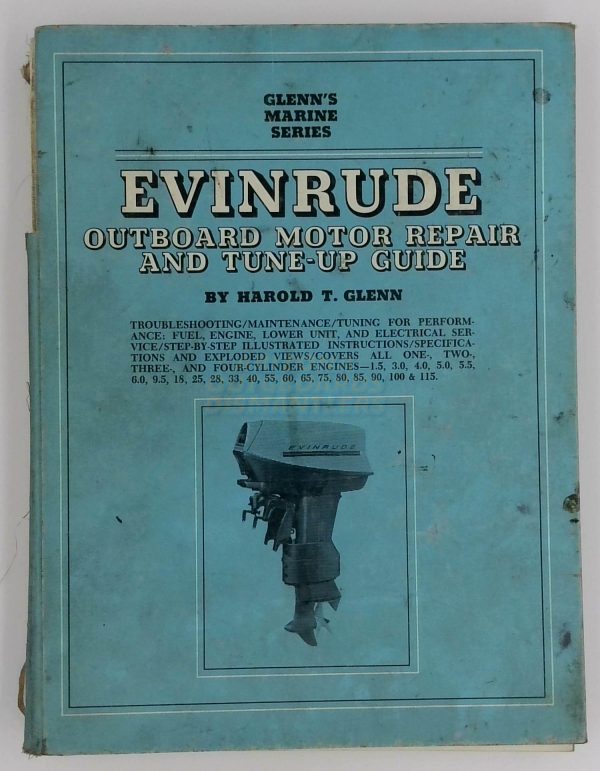 GLENN'S
MARINE
SERIES
EVINRUDE
OUTBOARD MOTOR REPAIR
AND TUNE-UP GUIDE
BY HAROLD T. GLENN
TROUBLESHOOTING/MAINTENANCE/TUNING FOR PERFORM-
ANCE: FUEL, ENGINE, LOWER UNIT, AND ELECTRICAL SER-
VICE/STEP-BY-STEP ILLUSTRATED INSTRUCTIONS/SPECIFICA-
TIONS AND EXPLODED VIEWS/COVERS ALL ONE-, TWO-,
THREE-, AND FOUR-CYLINDER ENGINES—1.5, 3.0, 4.0, 5.0, 5.5,
6.0, 9.5, 18, 25, 28, 33, 40, 55, 60, 65, 75, 80, 85, 90, 100 & 115.
EVINRUDE